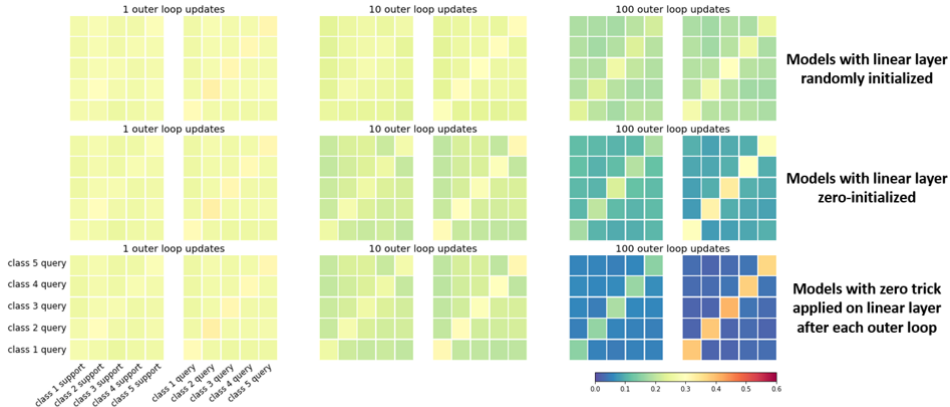 1 outer loop updates
10 outer loop updates
100 outer loop updates
Models with linear layer
randomly initialized
1 outer loop updates
10 outer loop updates
100 outer loop updates
Models with linear layer
zero-initialized
1 outer loop updates
10 outer loop updates
100 outer loop updates
class 5 query
class 4 query
class 3 query
class 2 query
class 1 query
Models with zero trick
applied on linear layer
after each outer loop
class 1 support
class 2 support
class 3 support
class 4 support
class 5 support
class 1 query
class 2 query
class 3 query
class 4 query
class 5 query
0.0 0.1 0.2 0.3 0.4 0.5 0.6